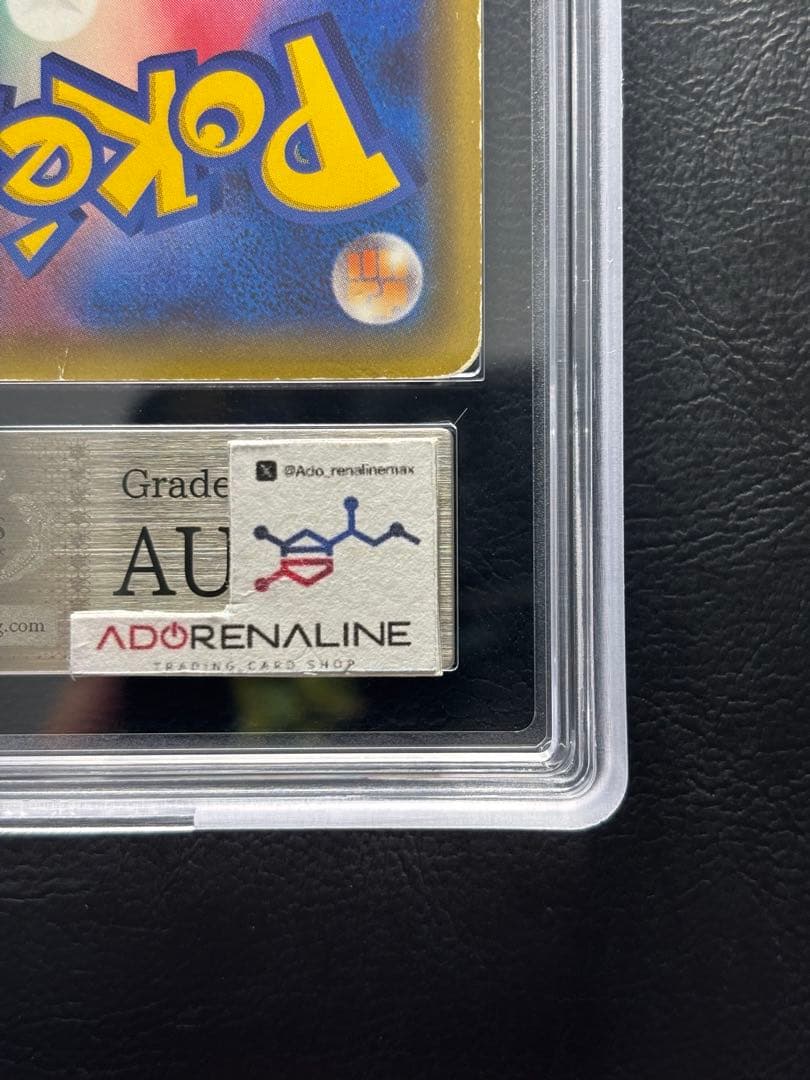 Poké
Grade
AU
g.com
@Ado_renalinemax
ADORENALINE
TRADING CARD SHOP